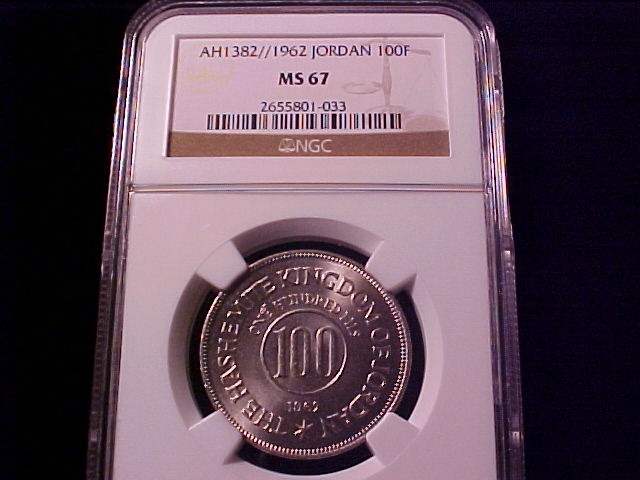 AH1382//1962 JORDAN 100F
MS 67
2655801-033
NGC
THE HASHEMITE KINGDOM OF JORDAN
ONE HUNDRED FILS
100
1962